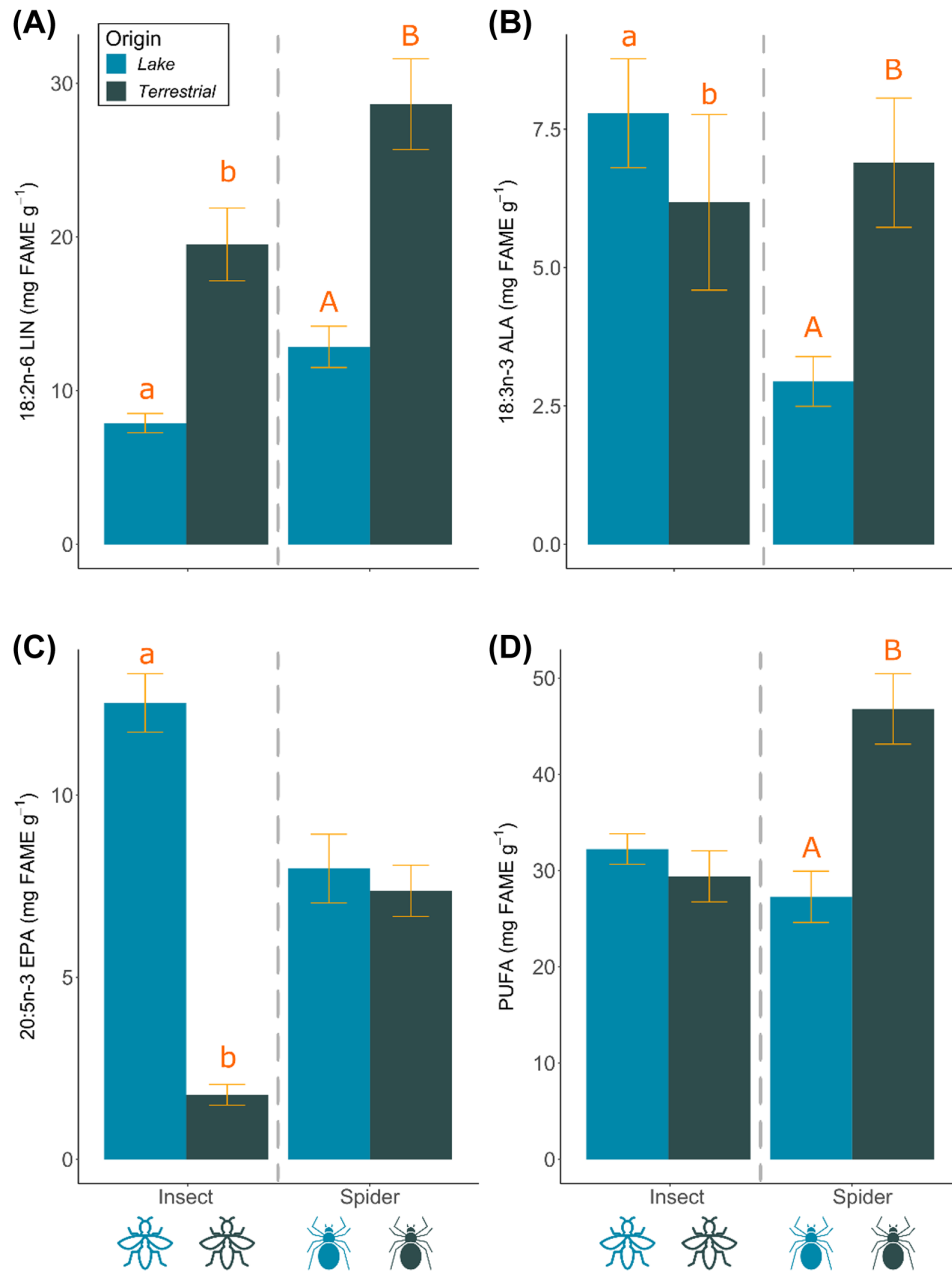 (A)
Origin
Lake
Terrestrial
18:2n-6 LIN (mg FAME g⁻¹)
30
20
10
0
a
b
A
B
(B)
18:3n-3 ALA (mg FAME g⁻¹)
7.5
5.0
2.5
0.0
a
b
A
B
(C)
20:5n-3 EPA (mg FAME g⁻¹)
10
5
0
a
b
Insect
Spider
(D)
PUFA (mg FAME g⁻¹)
50
40
30
20
10
0
A
B
Insect
Spider